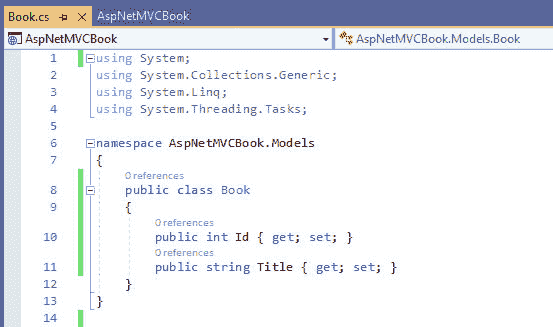 Book.cs AspNetMVCBook
AspNetMVCBook AspNetMVCBook.Models.Book
1 using System;
2 using System.Collections.Generic;
3 using System.Linq;
4 using System.Threading.Tasks;
5
6 namespace AspNetMVCBook.Models
7 {
0 references
8 public class Book
9 {
0 references
10 public int Id { get; set; }
0 references
11 public string Title { get; set; }
12 }
13 }
14